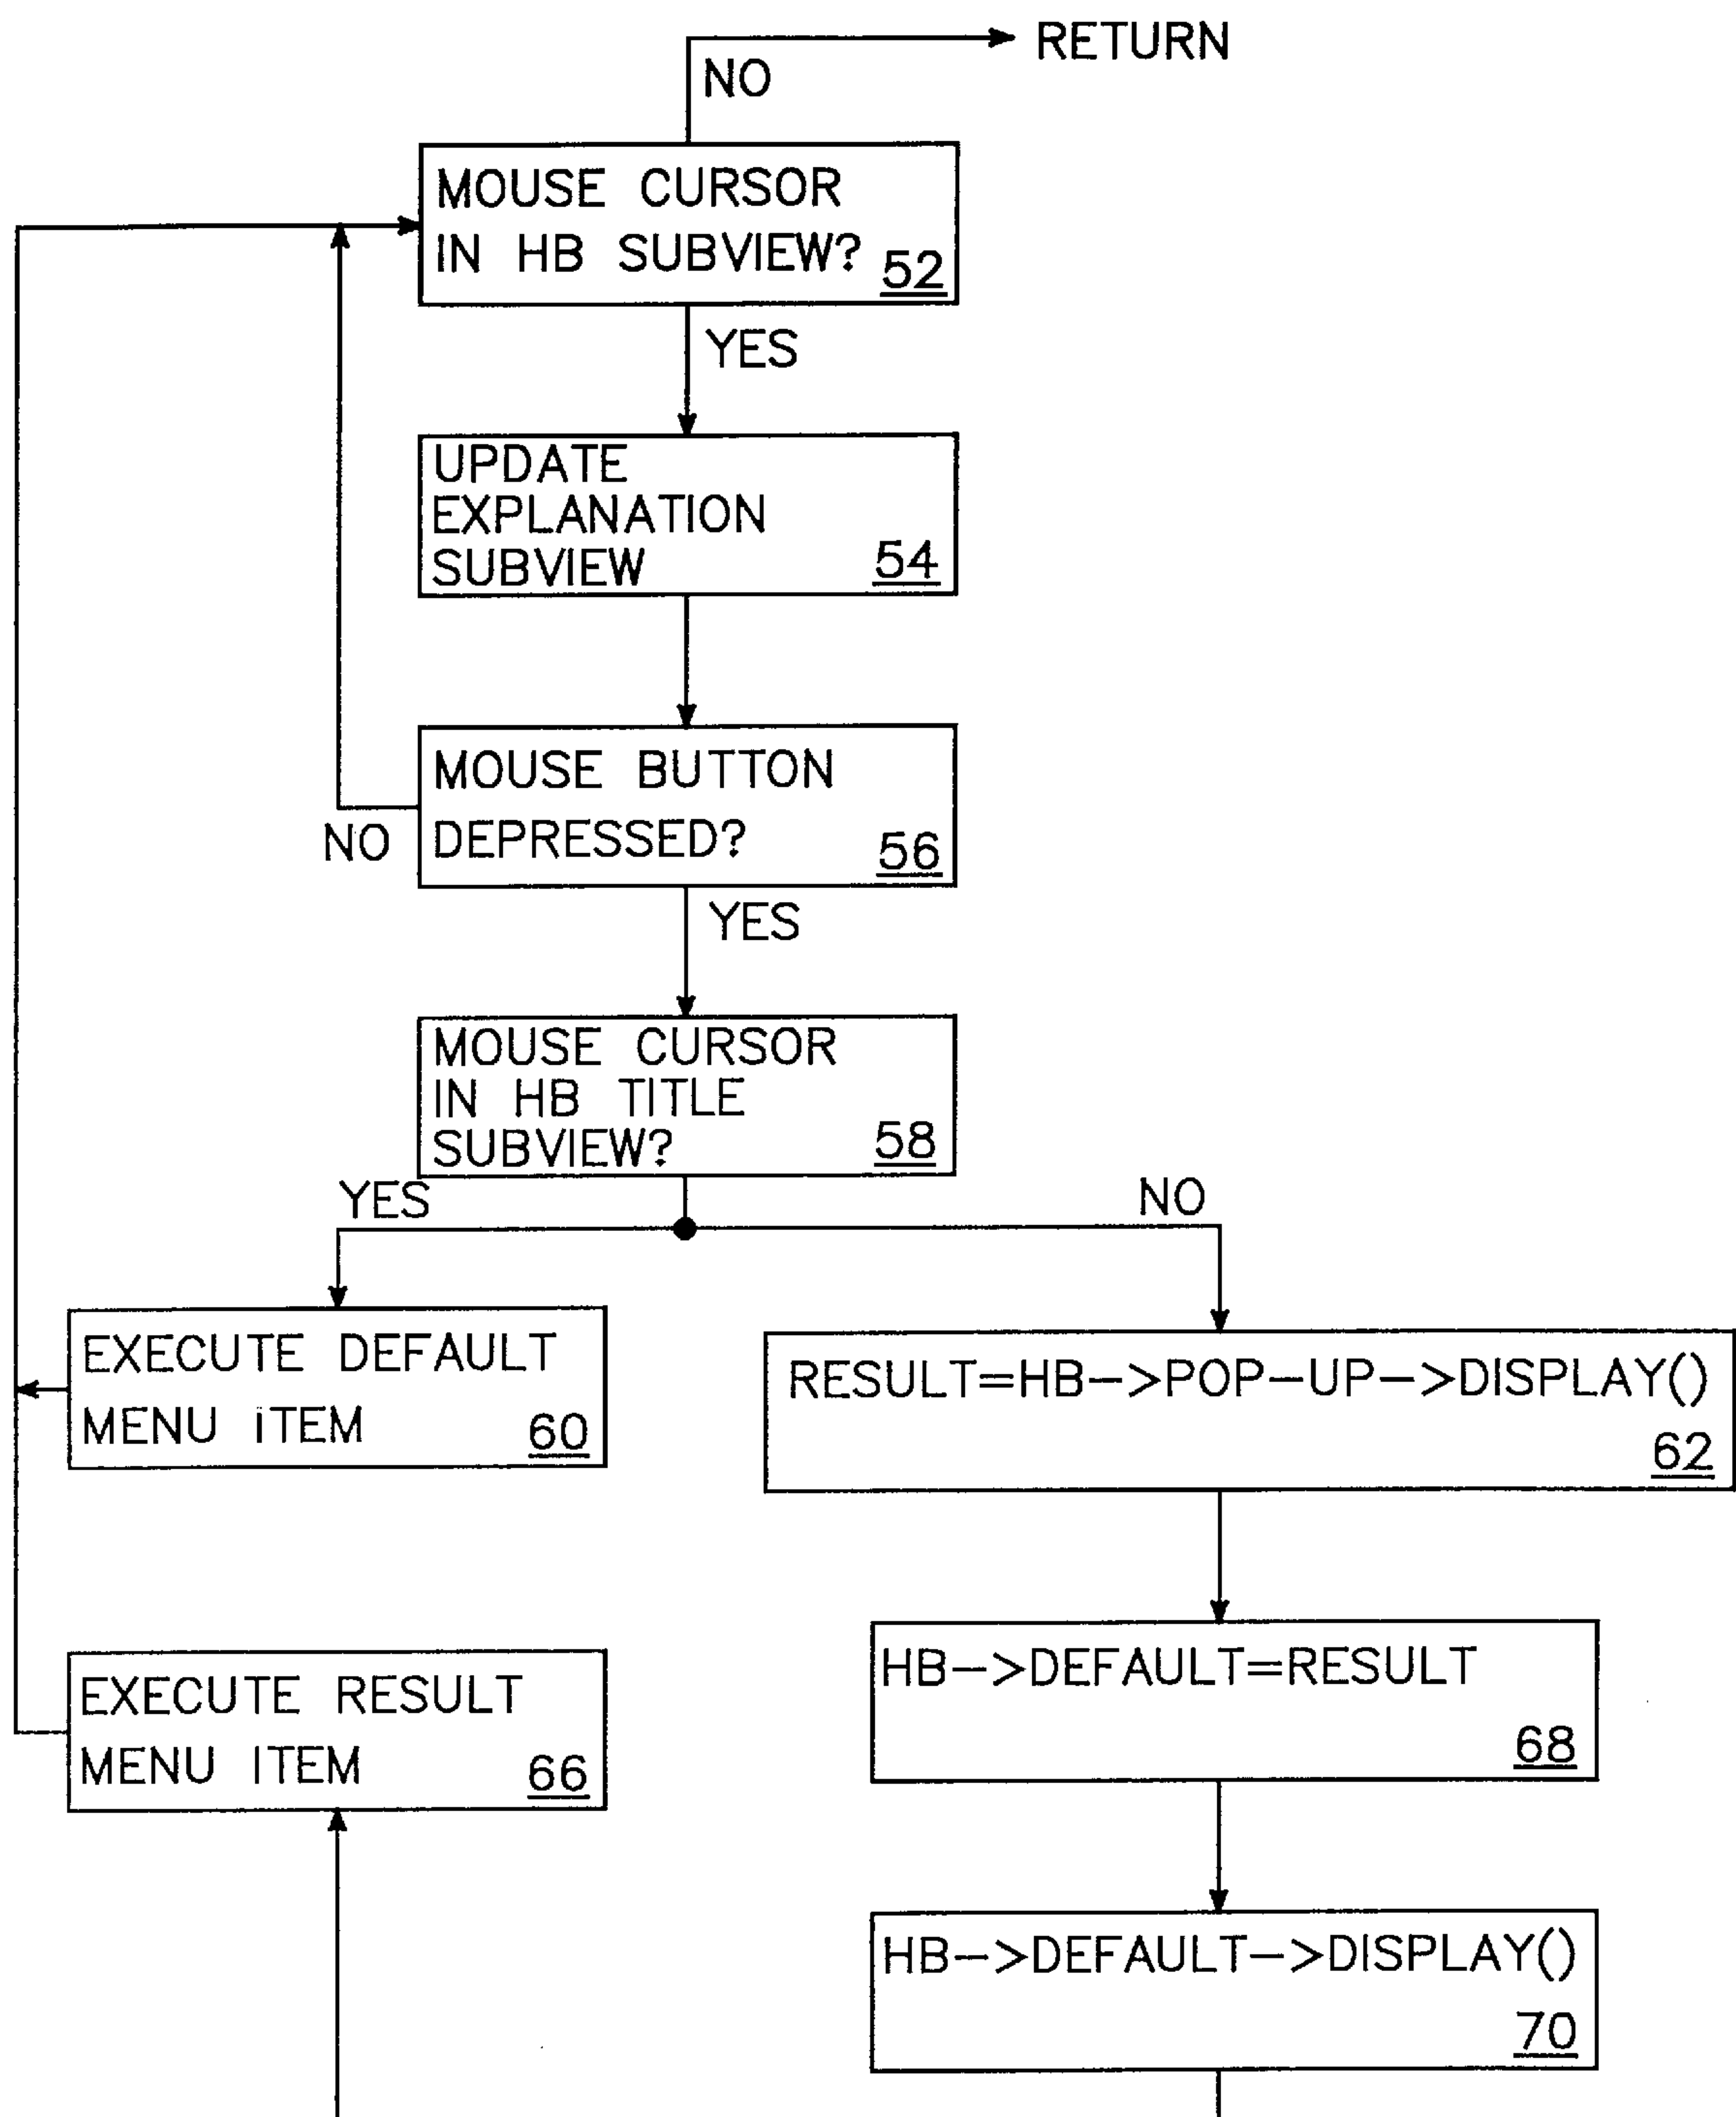 RETURN
NO
MOUSE CURSOR
IN HB SUBVIEW?
52
YES
UPDATE
EXPLANATION
SUBVIEW
54
MOUSE BUTTON
DEPRESSED?
56
NO
YES
MOUSE CURSOR
IN HB TITLE
SUBVIEW?
58
YES
NO
EXECUTE DEFAULT
MENU ITEM
60
RESULT=HB->POP-UP->DISPLAY()
62
HB->DEFAULT=RESULT
68
EXECUTE RESULT
MENU ITEM
66
HB->DEFAULT->DISPLAY()
70